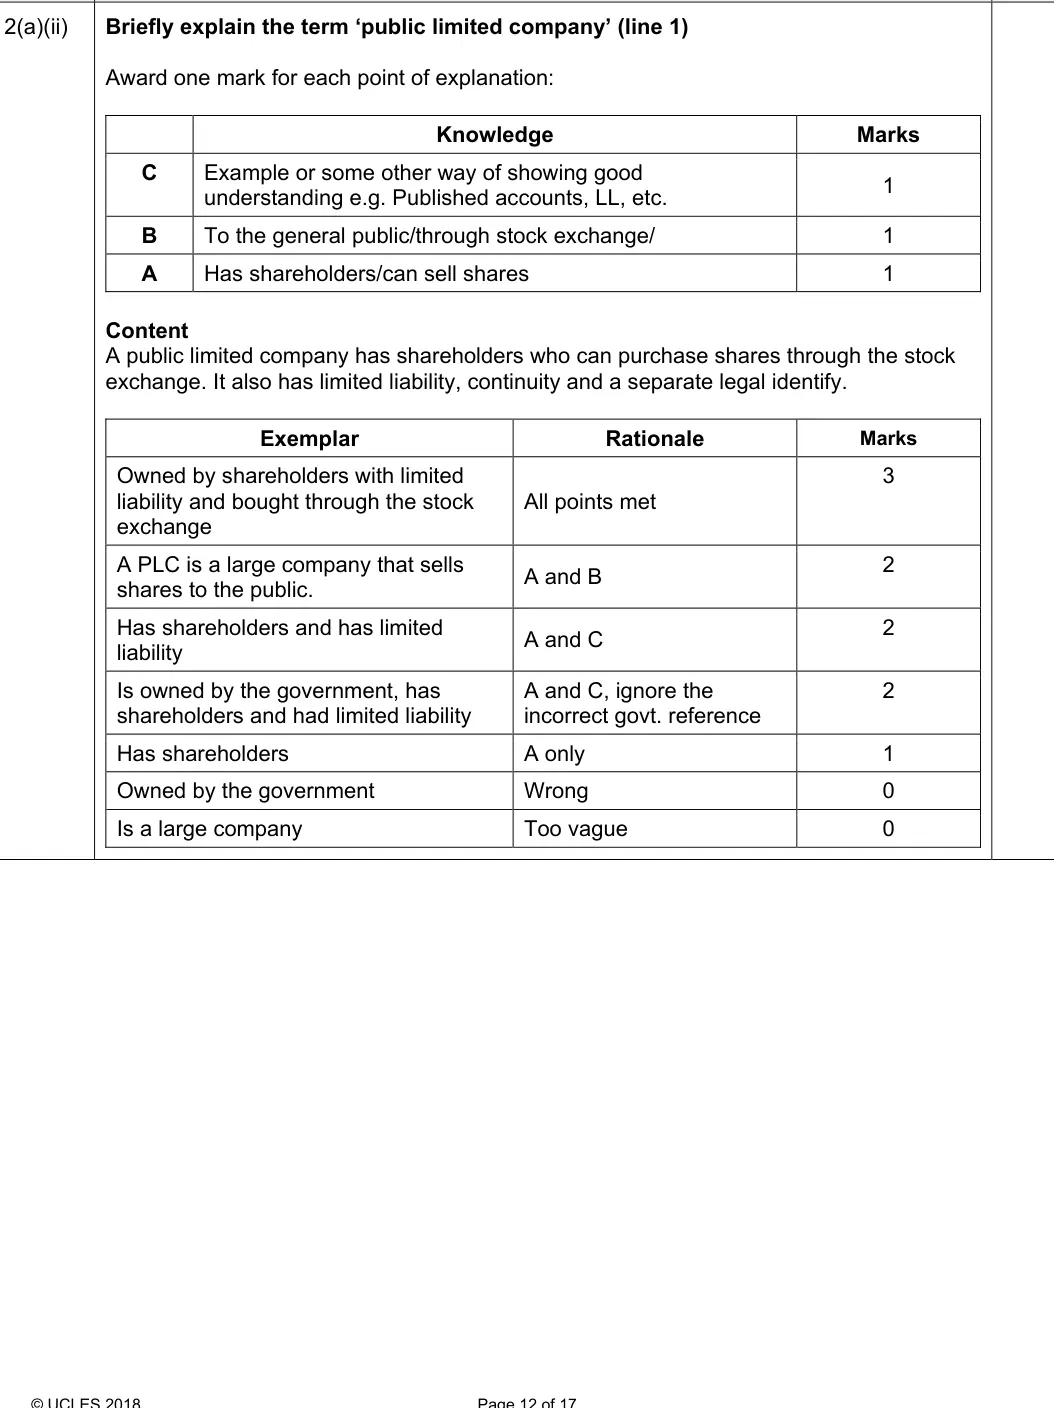 2(a)(ii)
Briefly explain the term ‘public limited company’ (line 1)
Award one mark for each point of explanation:
Knowledge Marks
C Example or some other way of showing good
understanding e.g. Published accounts, LL, etc. 1
B To the general public/through stock exchange/ 1
A Has shareholders/can sell shares 1
Content
A public limited company has shareholders who can purchase shares through the stock
exchange. It also has limited liability, continuity and a separate legal identify.
Exemplar Rationale Marks
Owned by shareholders with limited
liability and bought through the stock
exchange
All points met
3
A PLC is a large company that sells
shares to the public.
A and B
2
Has shareholders and has limited
liability
A and C
2
Is owned by the government, has
shareholders and had limited liability
A and C, ignore the
incorrect govt. reference
2
Has shareholders A only 1
Owned by the government Wrong 0
Is a large company Too vague 0
© UCLES 2018 Page 12 of 17